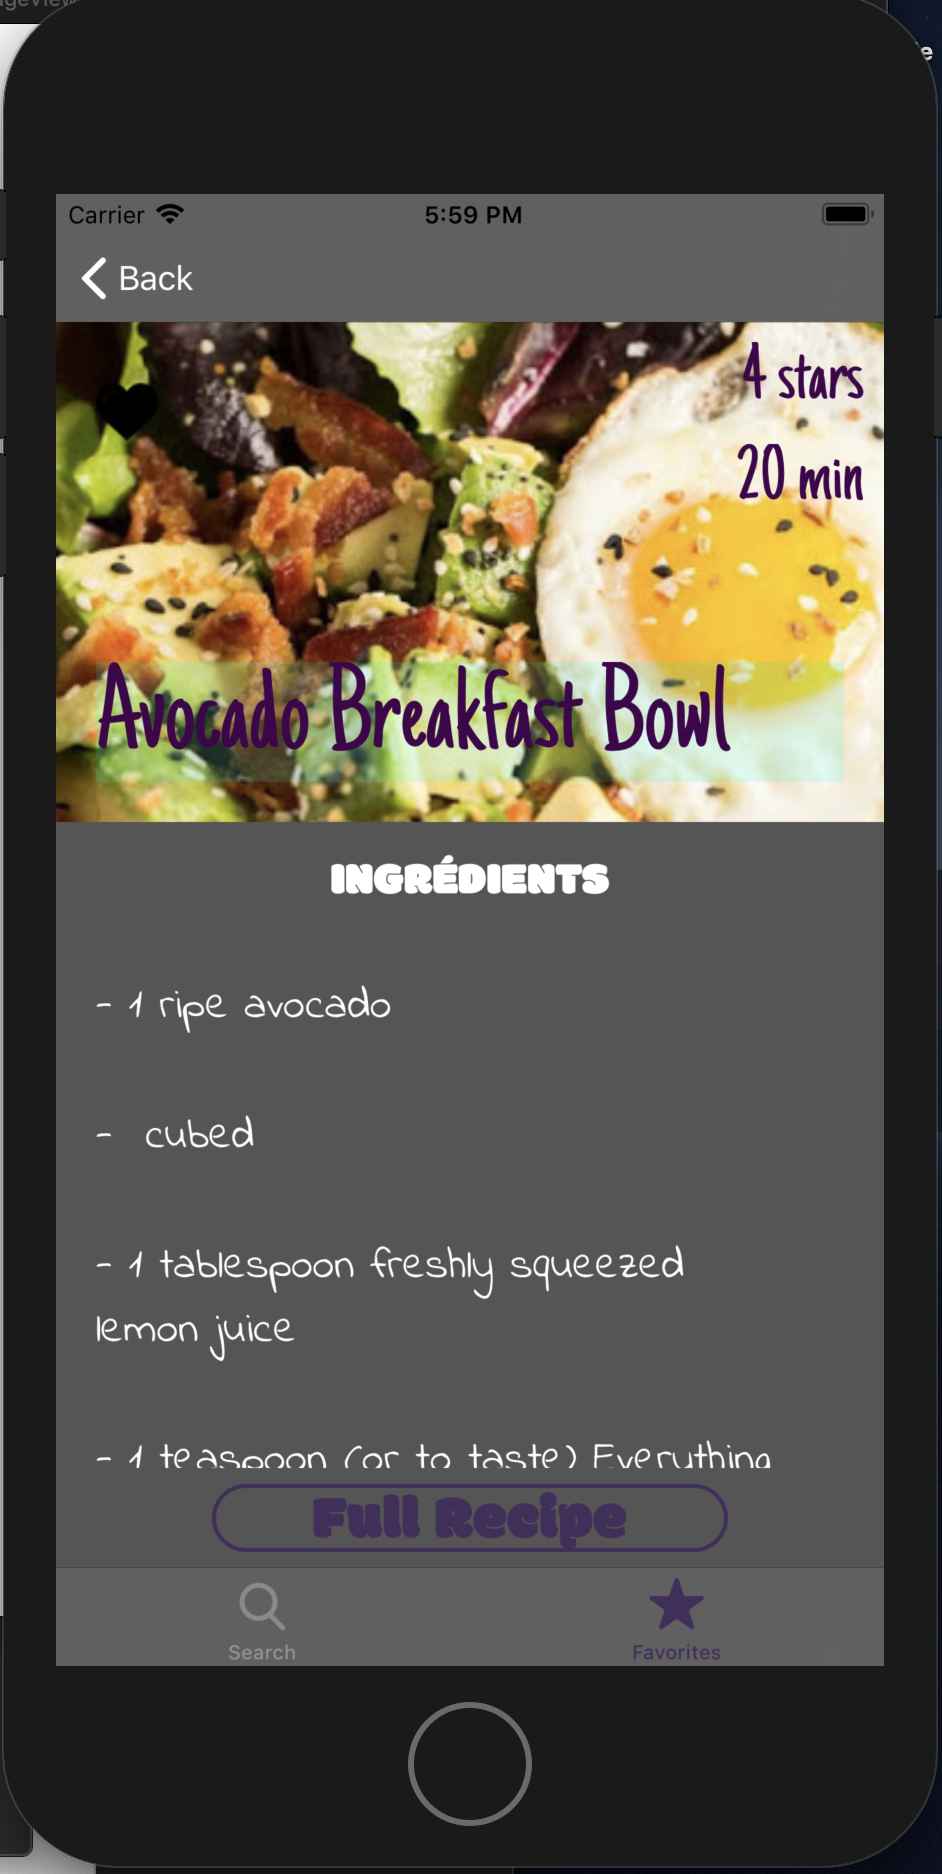 Carrier
5:59 PM
Back
4 stars
20 min
Avocado Breakfast Bowl
INGRÉDIENTS
- 1 ripe avocado
- cubed
- 1 tablespoon freshly squeezed
lemon juice
- 1 teaspoon (or to taste) Everything
Full Recipe
Search
Favorites